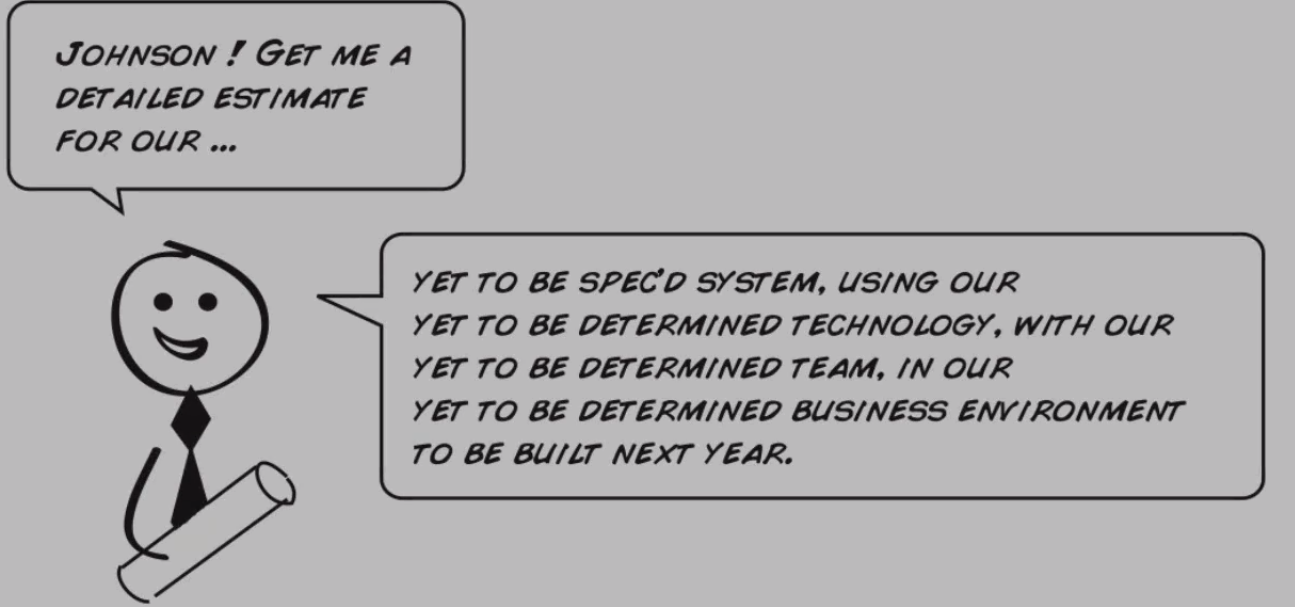 Johnson ! Get me a
detailed estimate
for our ...
yet to be spec'd system, using our
yet to be determined technology, with our
yet to be determined team, in our
yet to be determined business environment
to be built next year.